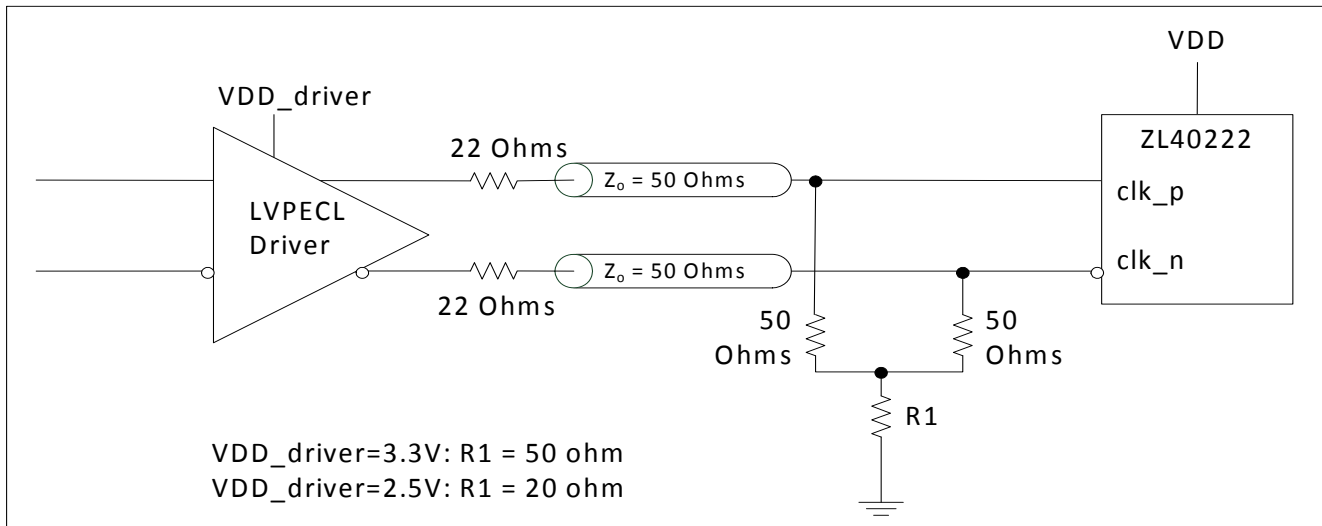 VDD
VDD_driver
ZL40222
22 Ohms
Zo = 50 Ohms
clk_p
LVPECL
Driver
Zo = 50 Ohms
clk_n
22 Ohms
50
Ohms
50
Ohms
R1
VDD_driver=3.3V: R1 = 50 ohm
VDD_driver=2.5V: R1 = 20 ohm